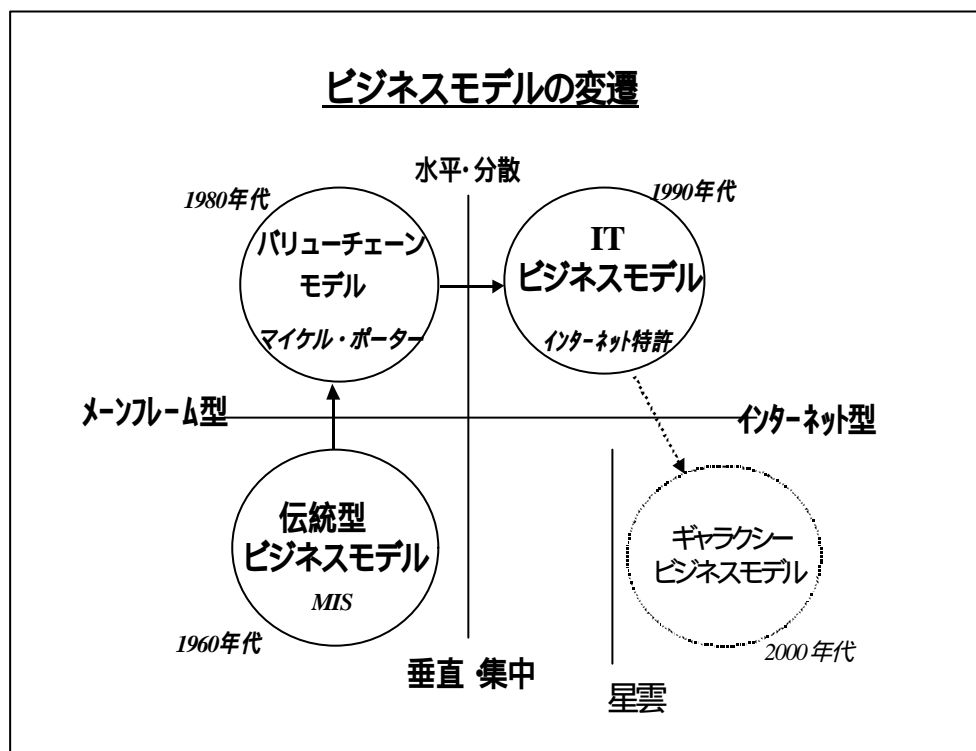 ビジネスモデルの変遷
水平・分散
1980年代
1990年代
バリューチェーン
モデル
マイケル・ポーター
IT
ビジネスモデル
インターネット特許
メーンフレーム型
インターネット型
伝統型
ビジネスモデル
MIS
1960年代
ギャラクシー
ビジネスモデル
2000年代
垂直・集中
星雲